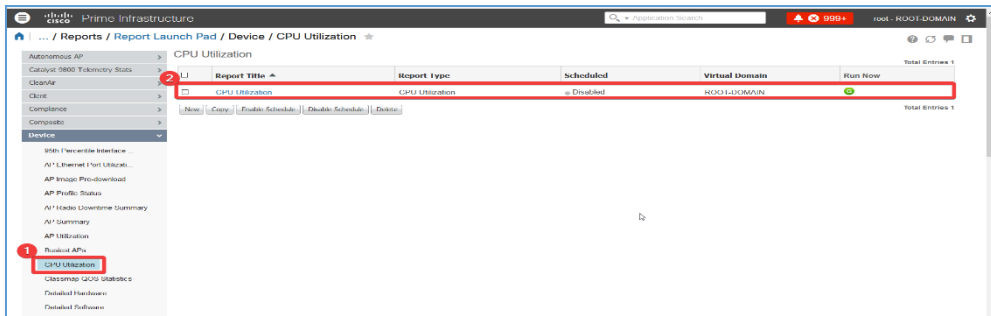 cisco Prime Infrastructure
Application Search
999+
root - ROOT-DOMAIN
... / Reports / Report Launch Pad / Device / CPU Utilization
Autonomous AP
Catalyst 9800 Telemetry Stats
CleanAir
Client
Compliance
Composite
Device
95th Percentile Interface ...
AP Ethernet Port Utilizati...
AP Image Pre-download
AP Profile Status
AP Radio Downtime Summary
AP Summary
AP Utilization
1
Busiest APs
CPU Utilization
Classmap QOS Statistics
Detailed Hardware
Detailed Software
CPU Utilization
Total Entries 1
2
Report Title Report Type Scheduled Virtual Domain Run Now
CPU Utilization CPU Utilization Disabled ROOT-DOMAIN
New Copy Enable Schedule Disable Schedule Delete
Total Entries 1